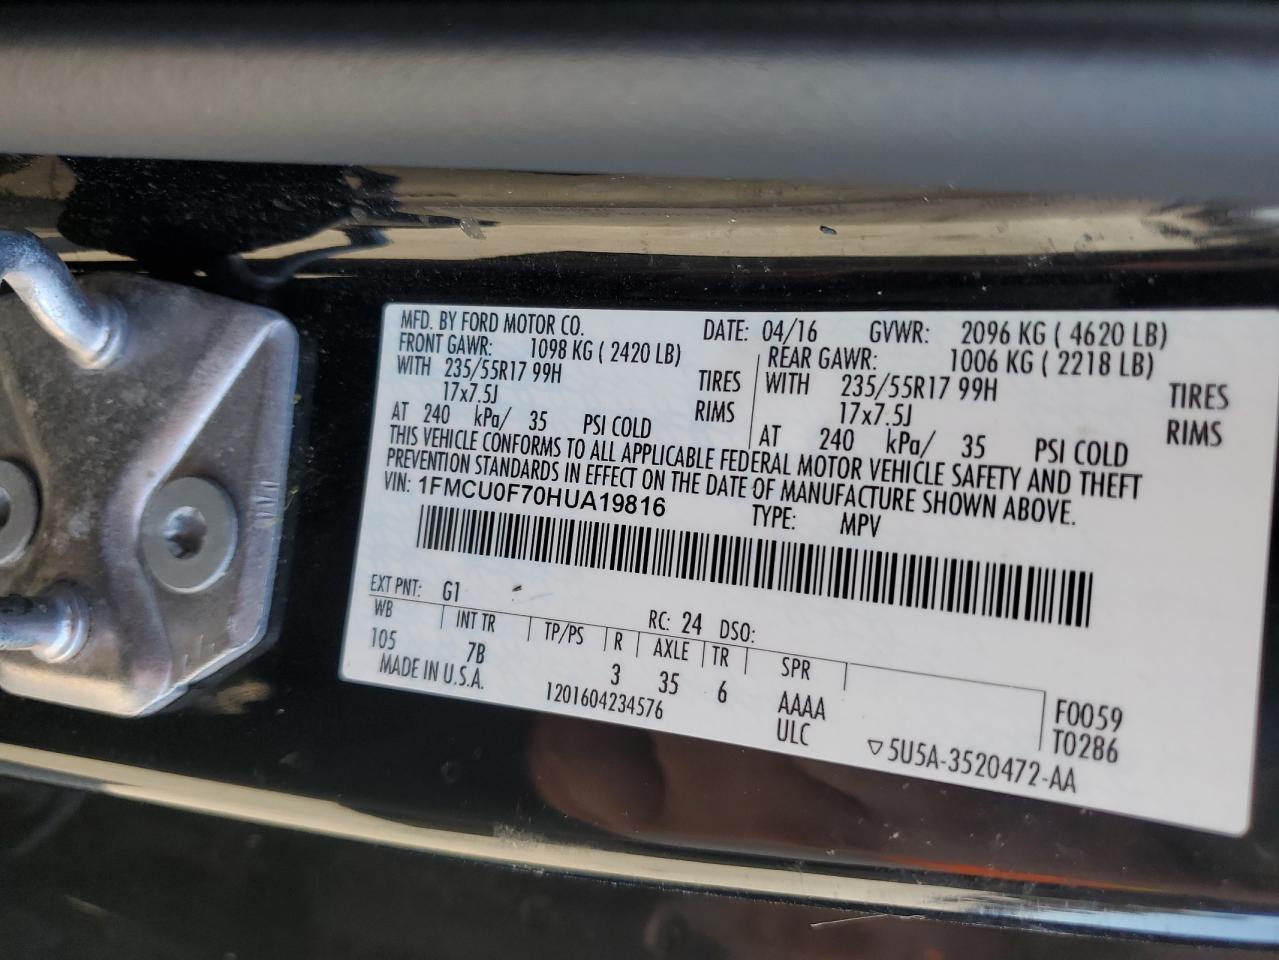 MFD. BY FORD MOTOR CO. DATE: 04/16 GVWR: 2096 KG ( 4620 LB)
FRONT GAWR: 1098 KG ( 2420 LB) REAR GAWR: 1006 KG ( 2218 LB)
WITH 235/55R17 99H TIRES WITH 235/55R17 99H TIRES
17x7.5J RIMS 17x7.5J RIMS
AT 240 kPa/ 35 PSI COLD AT 240 kPa/ 35 PSI COLD
THIS VEHICLE CONFORMS TO ALL APPLICABLE FEDERAL MOTOR VEHICLE SAFETY AND THEFT
PREVENTION STANDARDS IN EFFECT ON THE DATE OF MANUFACTURE SHOWN ABOVE.
VIN: 1FMCU0F70HUA19816 TYPE: MPV
EXT PNT: G1 RC: 24 DSO:
WB INT TR TP/PS R AXLE TR SPR
105 7B 3 35 6 AAAA F0059
MADE IN U.S.A. 1201604234576 ULC T0286
▽ 5U5A-3520472-AA